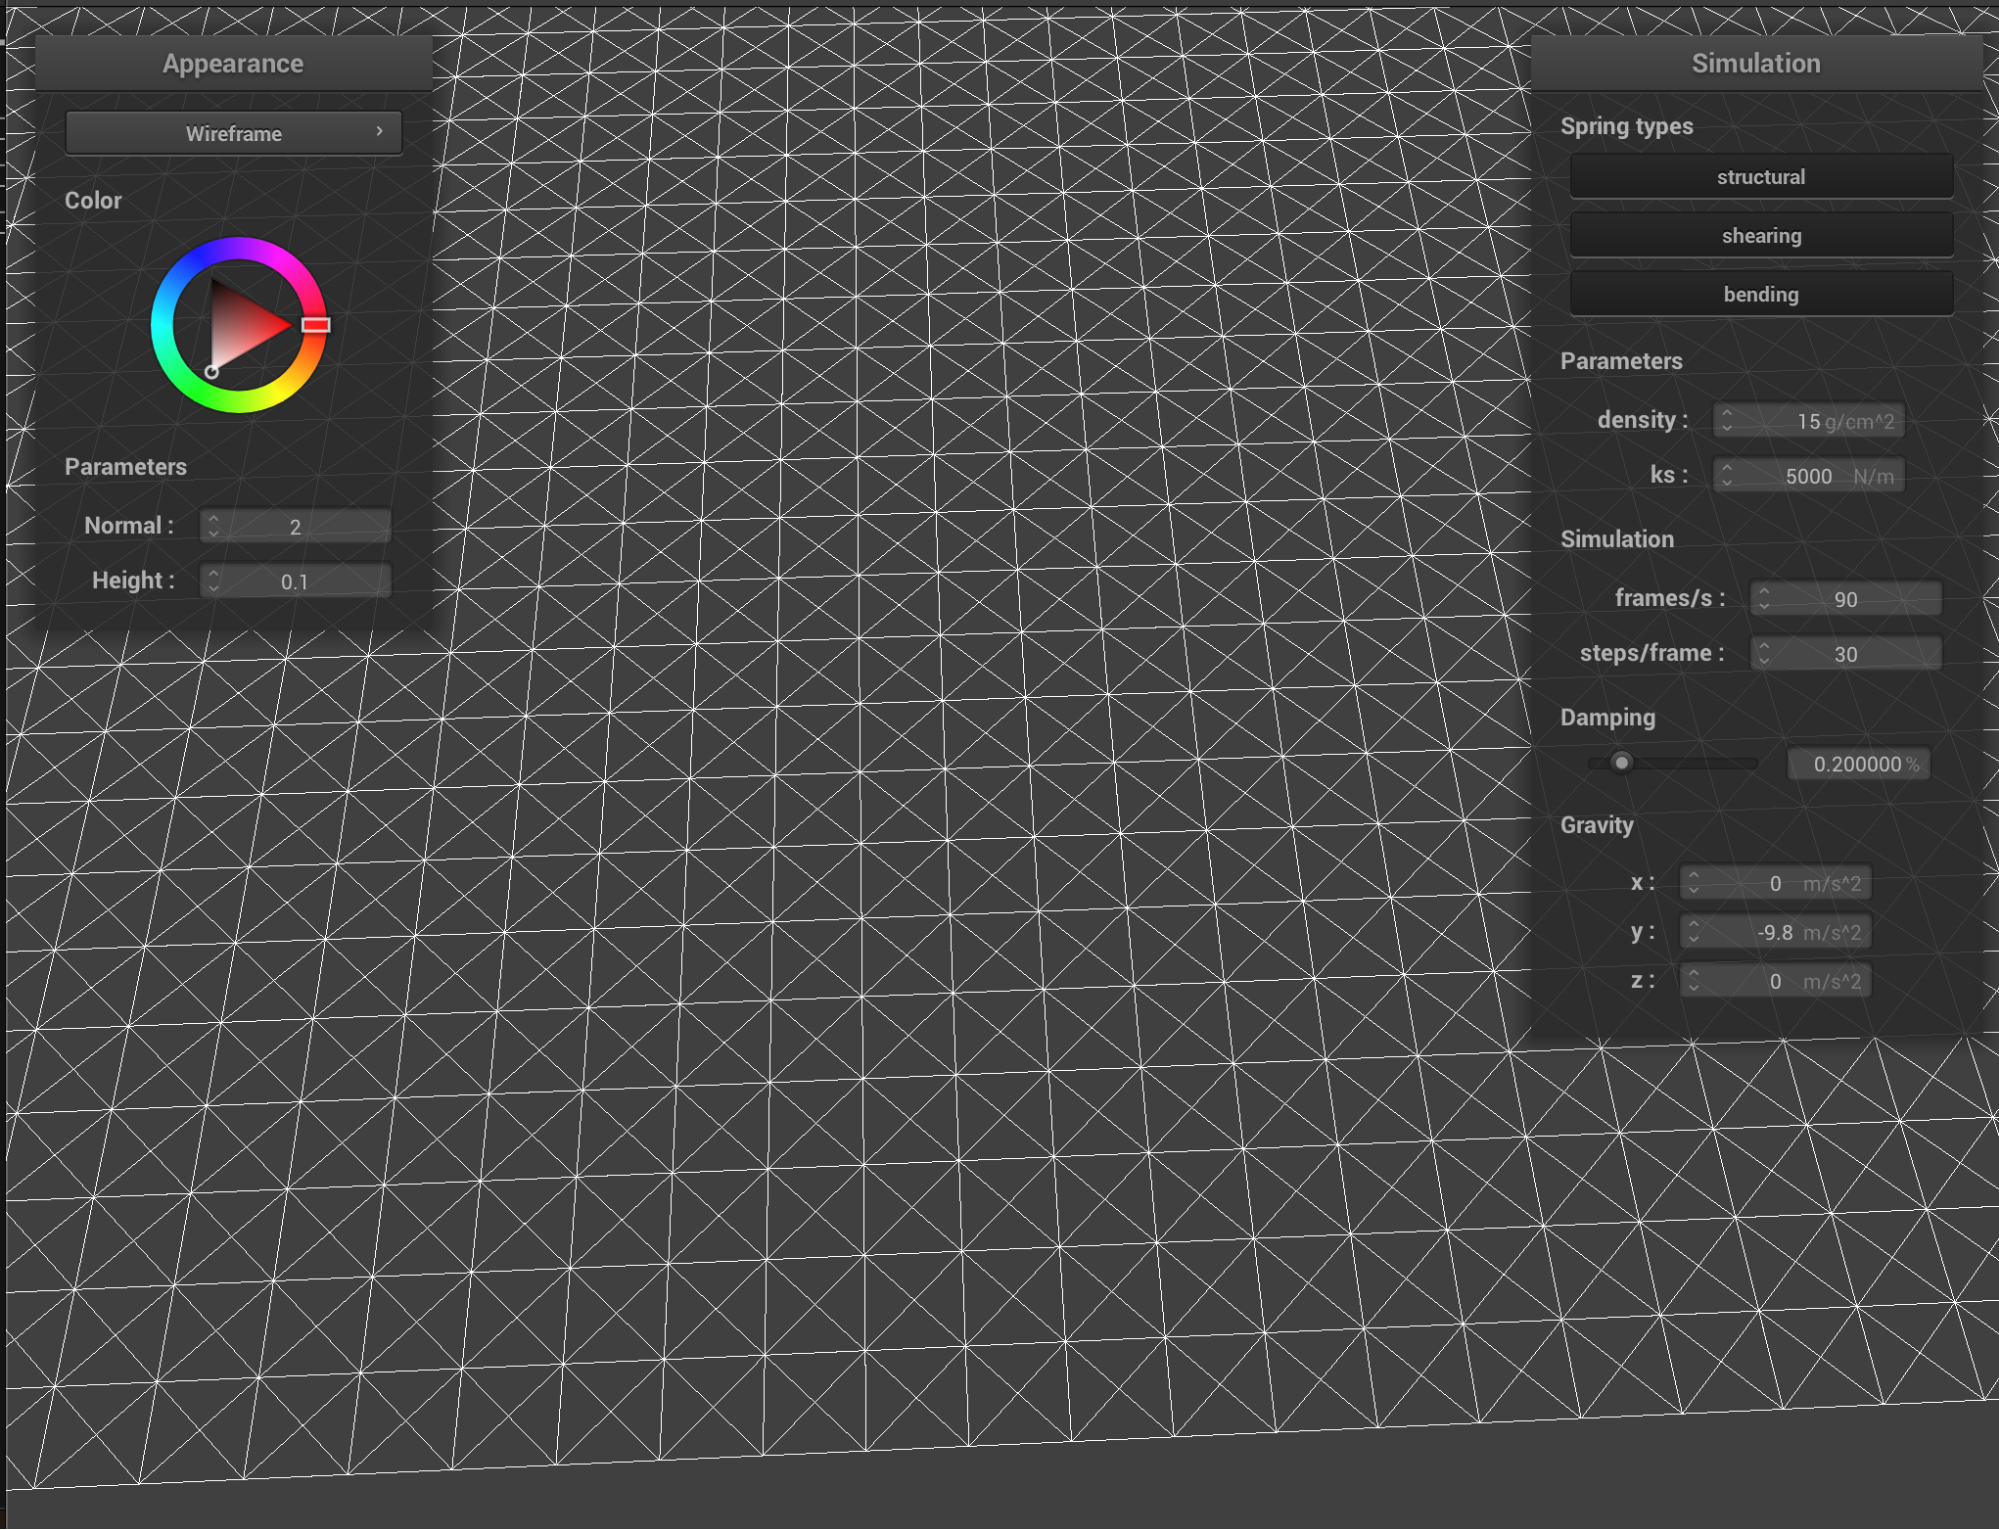 Appearance
Wireframe
Color
Parameters
Normal : 2
Height : 0.1
Simulation
Spring types
structural
shearing
bending
Parameters
density : 15 g/cm^2
ks : 5000 N/m
Simulation
frames/s : 90
steps/frame : 30
Damping
0.200000 %
Gravity
x : 0 m/s^2
y : -9.8 m/s^2
z : 0 m/s^2